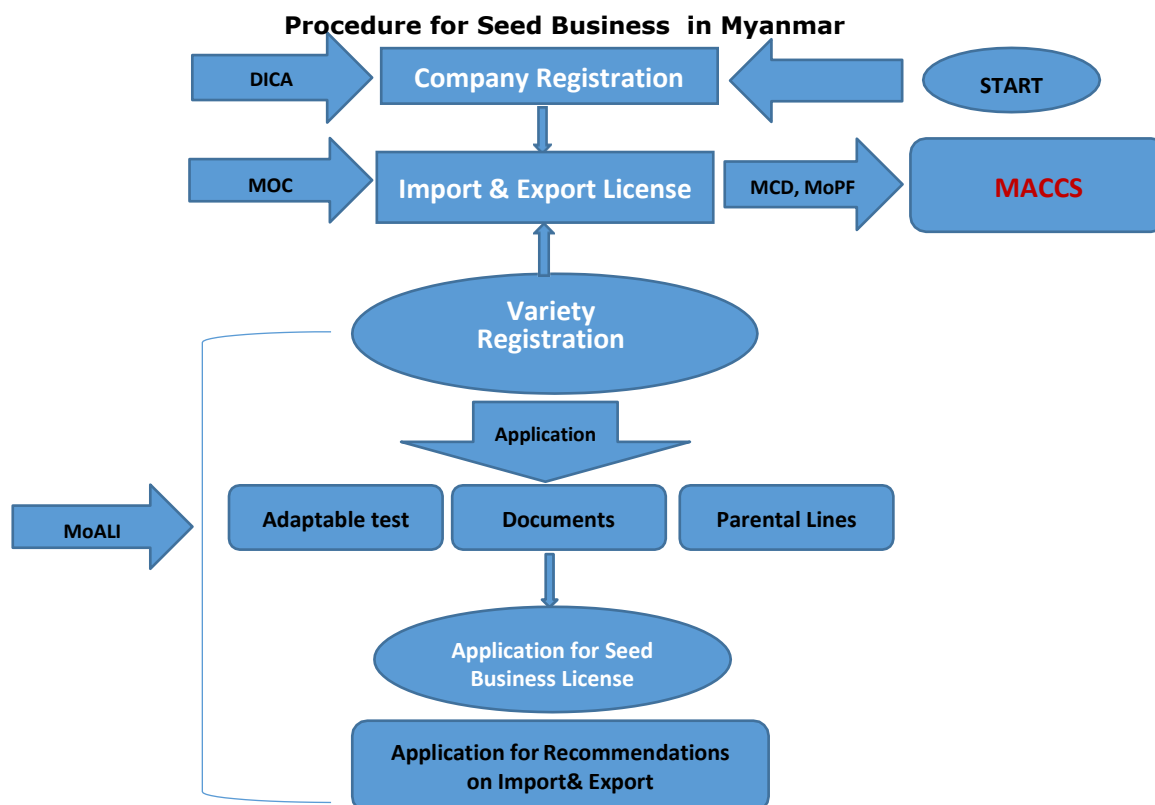 Procedure for Seed Business in Myanmar
DICA
Company Registration
START
MOC
Import & Export License
MCD, MoPF
MACCS
Variety
Registration
Application
MoALI
Adaptable test
Documents
Parental Lines
Application for Seed
Business License
Application for Recommendations
on Import& Export